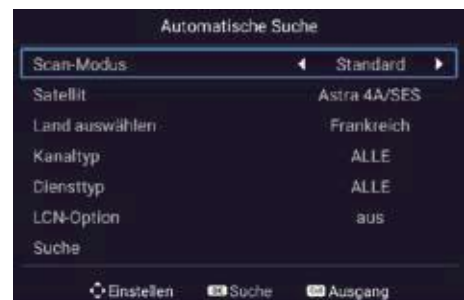 Automatische Suche
Scan-Modus Standard
Satellit Astra 4A/SES
Land auswählen Frankreich
Kanaltyp ALLE
Diensttyp ALLE
LCN-Option aus
Suche
Einstellen OK Suche Ausgang